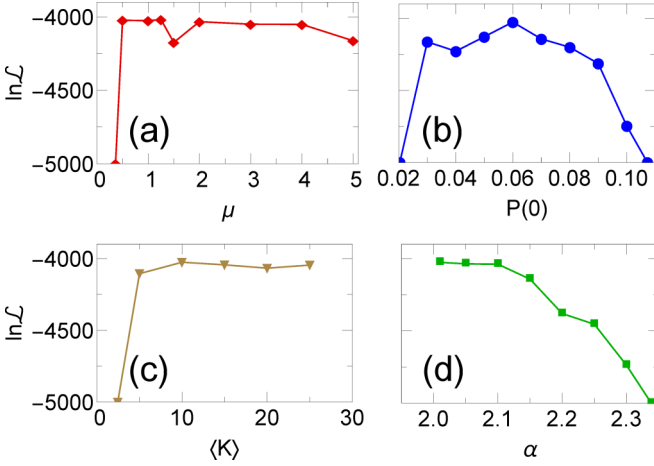 −4000
−4500
−5000
lnℒ
(a)
0 1 2 3 4 5
μ
(b)
0.02 0.04 0.06 0.08 0.10
P(0)
−4000
−4500
−5000
lnℒ
(c)
0 10 20 30
⟨K⟩
(d)
2.0 2.1 2.2 2.3
α